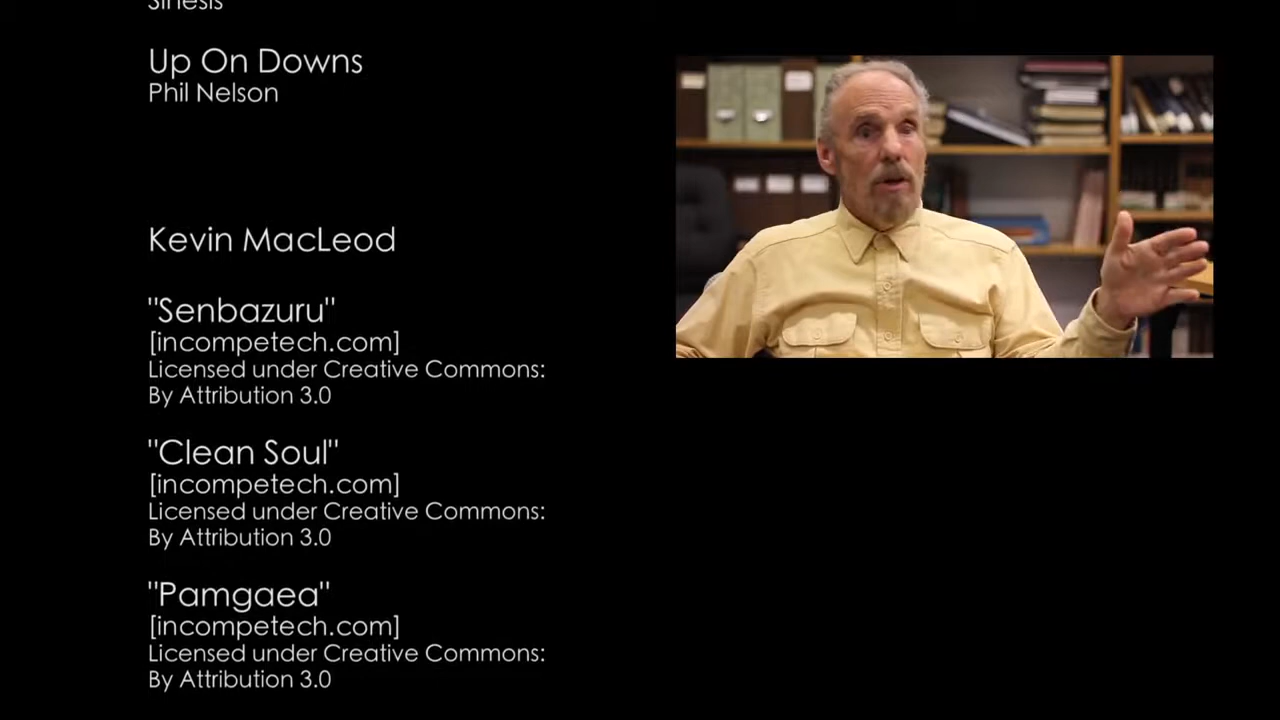 Sinesis
Up On Downs
Phil Nelson
Kevin MacLeod
"Senbazuru"
[incompetech.com]
Licensed under Creative Commons:
By Attribution 3.0
"Clean Soul"
[incompetech.com]
Licensed under Creative Commons:
By Attribution 3.0
"Pamgaea"
[incompetech.com]
Licensed under Creative Commons:
By Attribution 3.0